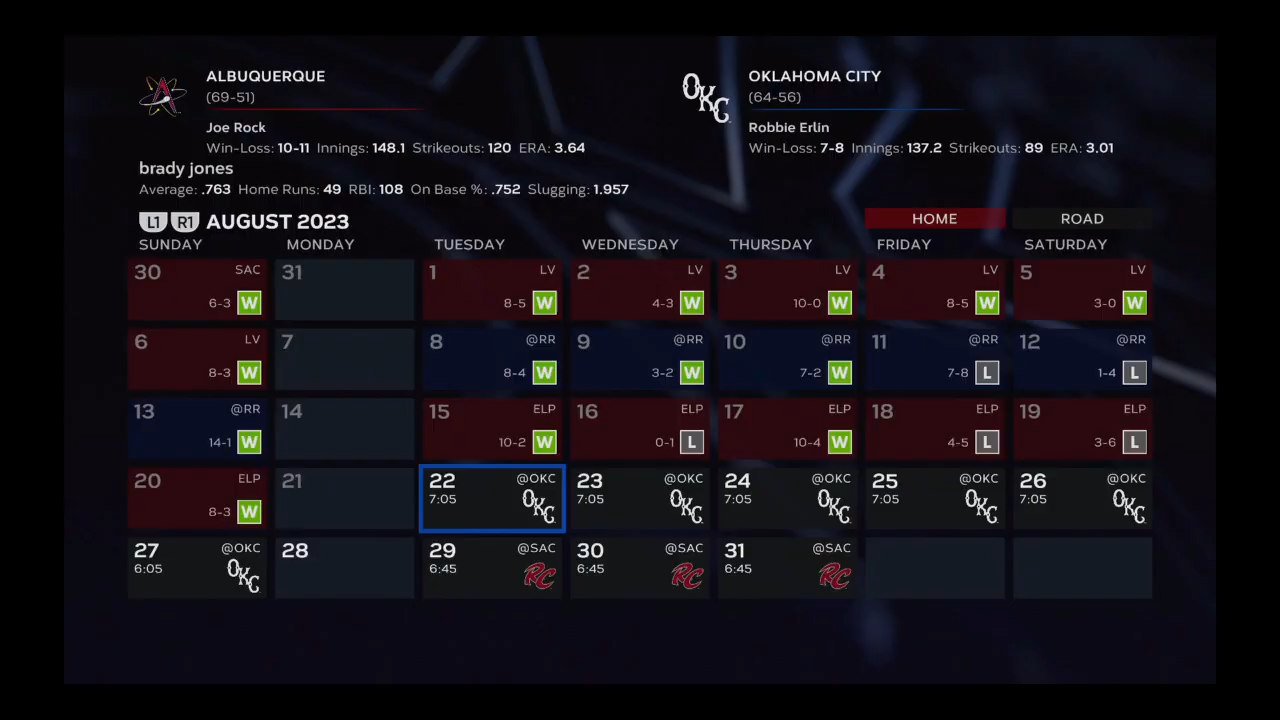 ALBUQUERQUE
(69-51)
Joe Rock
Win-Loss: 10-11 Innings: 148.1 Strikeouts: 120 ERA: 3.64
OKC
OKLAHOMA CITY
(64-56)
Robbie Erlin
Win-Loss: 7-8 Innings: 137.2 Strikeouts: 89 ERA: 3.01
brady jones
Average: .763 Home Runs: 49 RBI: 108 On Base %: .752 Slugging: 1.957
L1 R1 AUGUST 2023
HOME ROAD
SUNDAY MONDAY TUESDAY WEDNESDAY THURSDAY FRIDAY SATURDAY
30 SAC 31 1 LV 2 LV 3 LV 4 LV 5 LV
6-3 W 8-5 W 4-3 W 10-0 W 8-5 W 3-0 W
6 LV 7 8 @RR 9 @RR 10 @RR 11 @RR 12 @RR
8-3 W 8-4 W 3-2 W 7-2 W 7-8 L 1-4 L
13 @RR 14 15 ELP 16 ELP 17 ELP 18 ELP 19 ELP
14-1 W 10-2 W 0-1 L 10-4 W 4-5 L 3-6 L
20 ELP 21 22 @OKC 23 @OKC 24 @OKC 25 @OKC 26 @OKC
8-3 W 7:05 OKC 7:05 OKC 7:05 OKC 7:05 OKC 7:05 OKC
27 @OKC 28 29 @SAC 30 @SAC 31 @SAC
6:05 OKC 6:45 RC 6:45 RC 6:45 RC